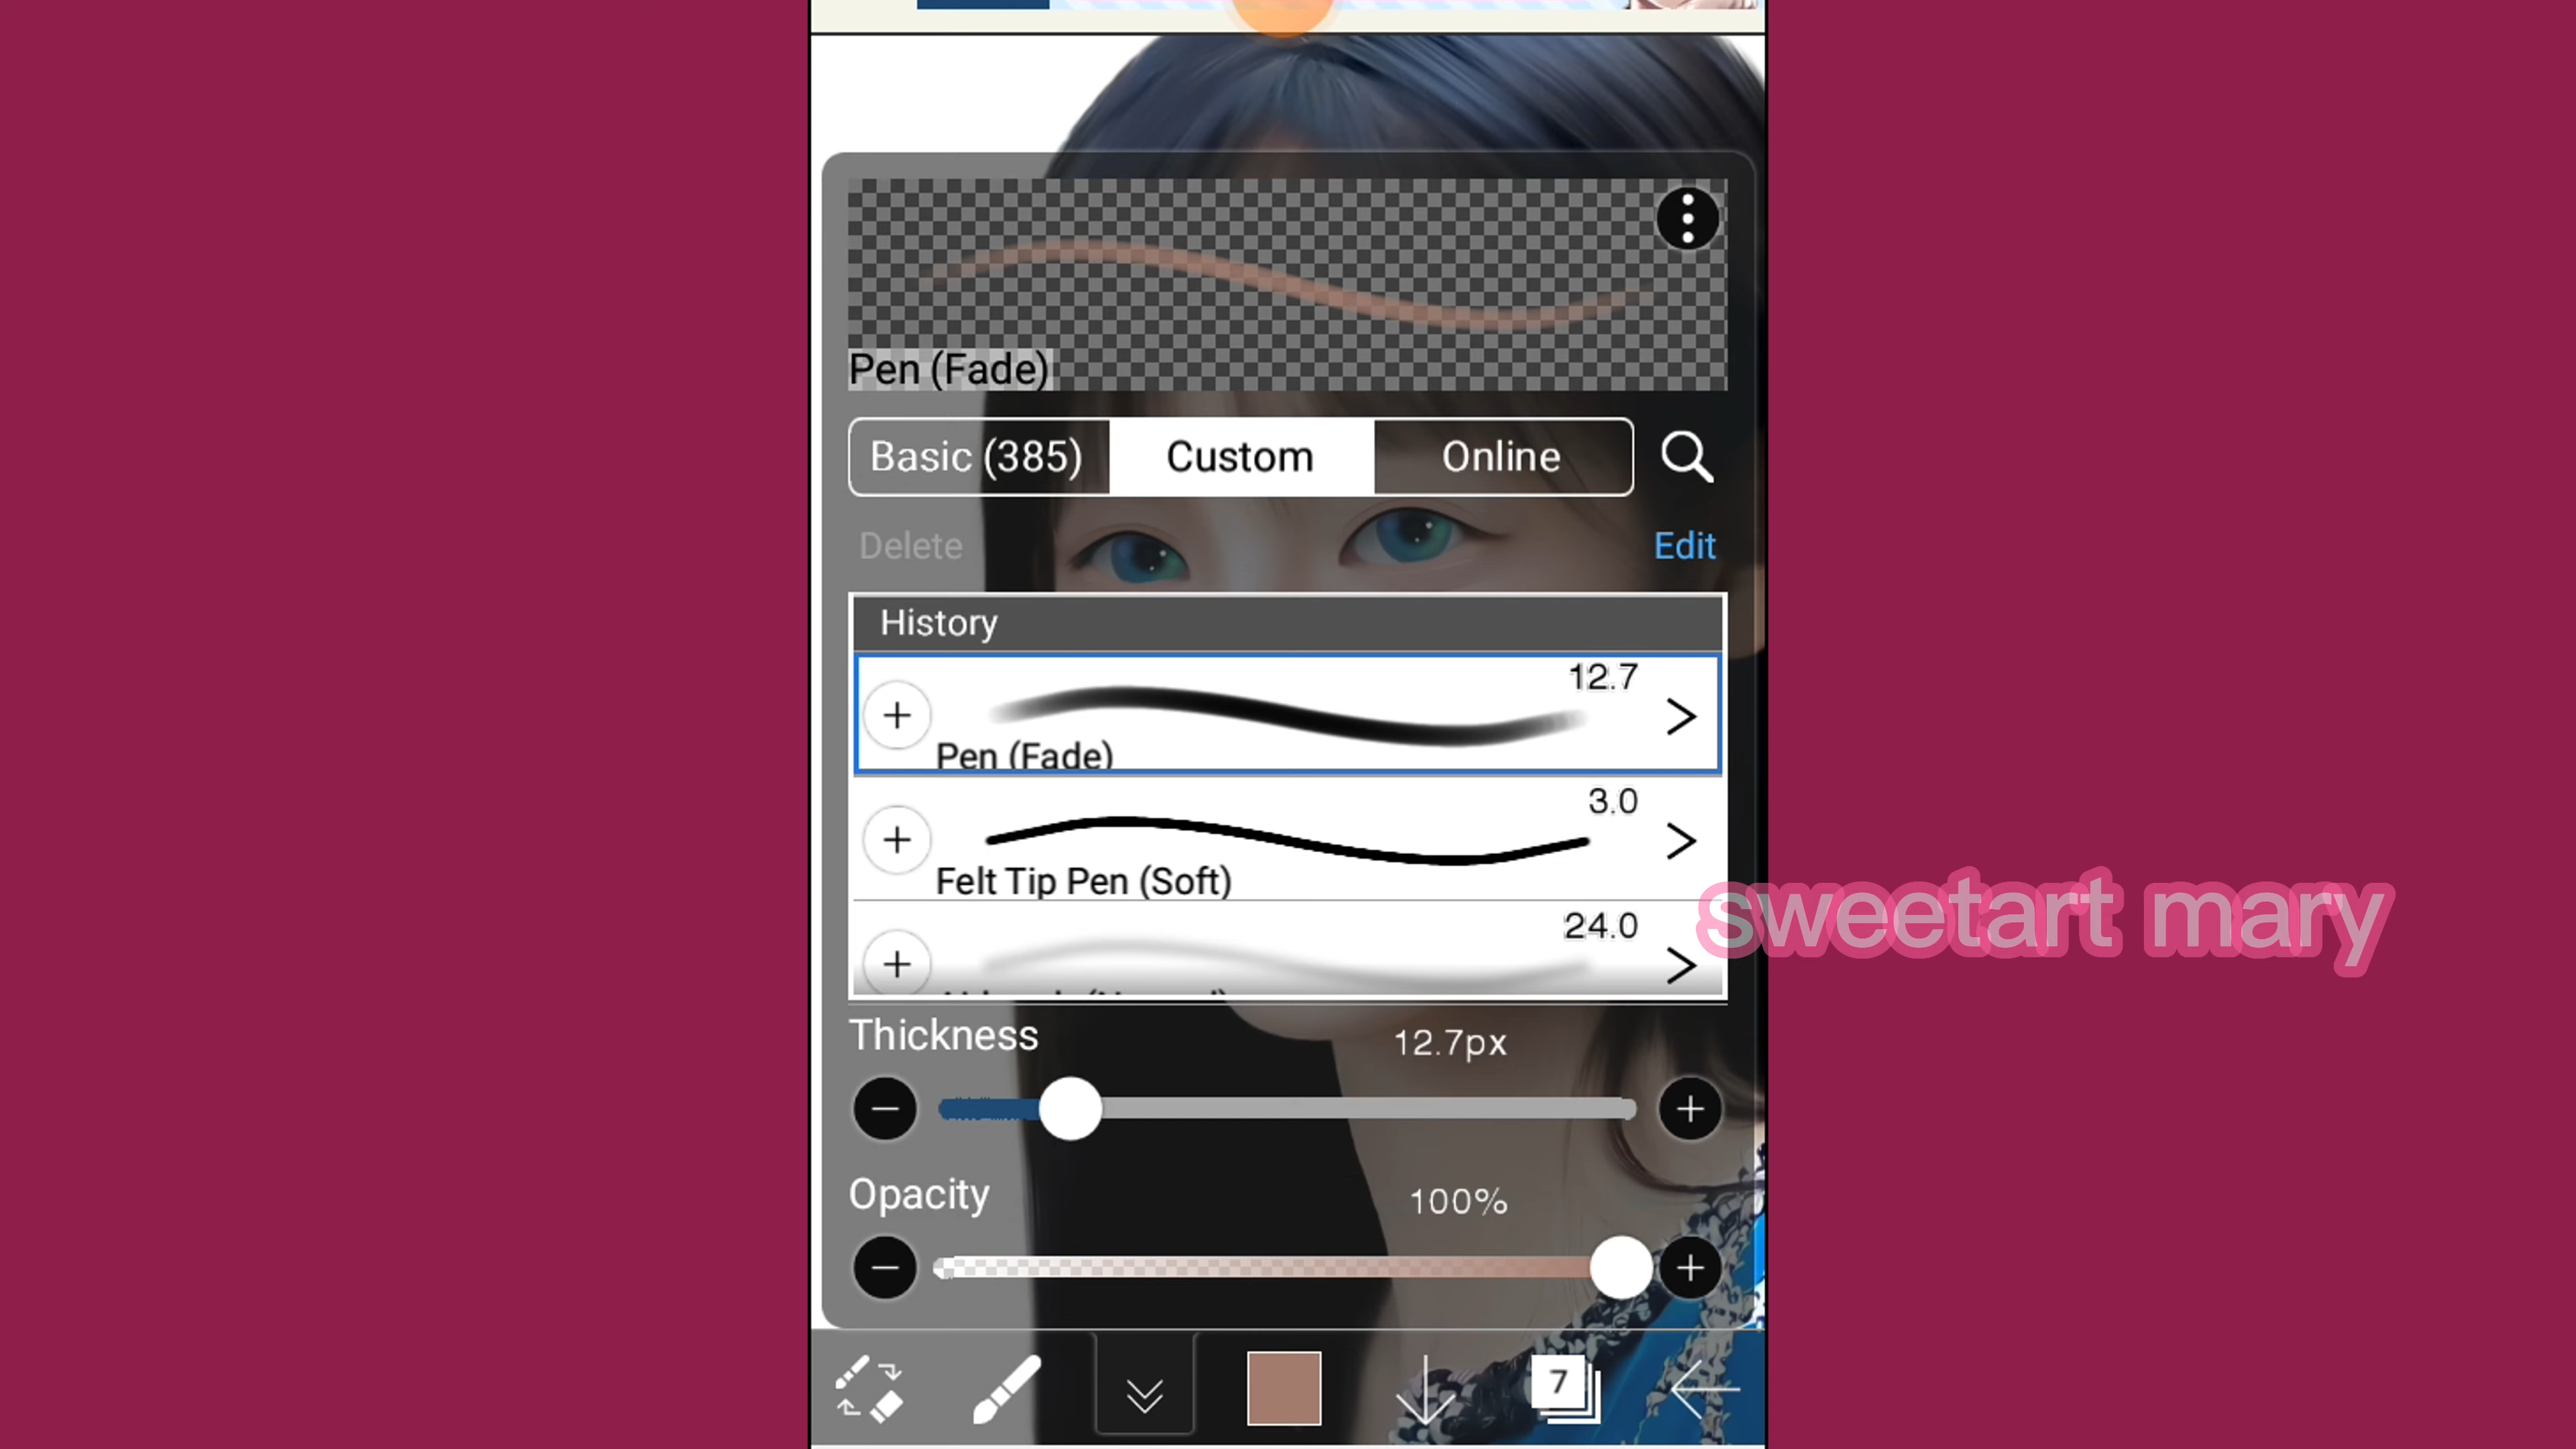 Pen (Fade)
Basic (385)
Custom
Online
Delete
Edit
History
12.7
Pen (Fade)
3.0
Felt Tip Pen (Soft)
24.0
sweetart mary
Thickness
12.7px
Opacity
100%
7